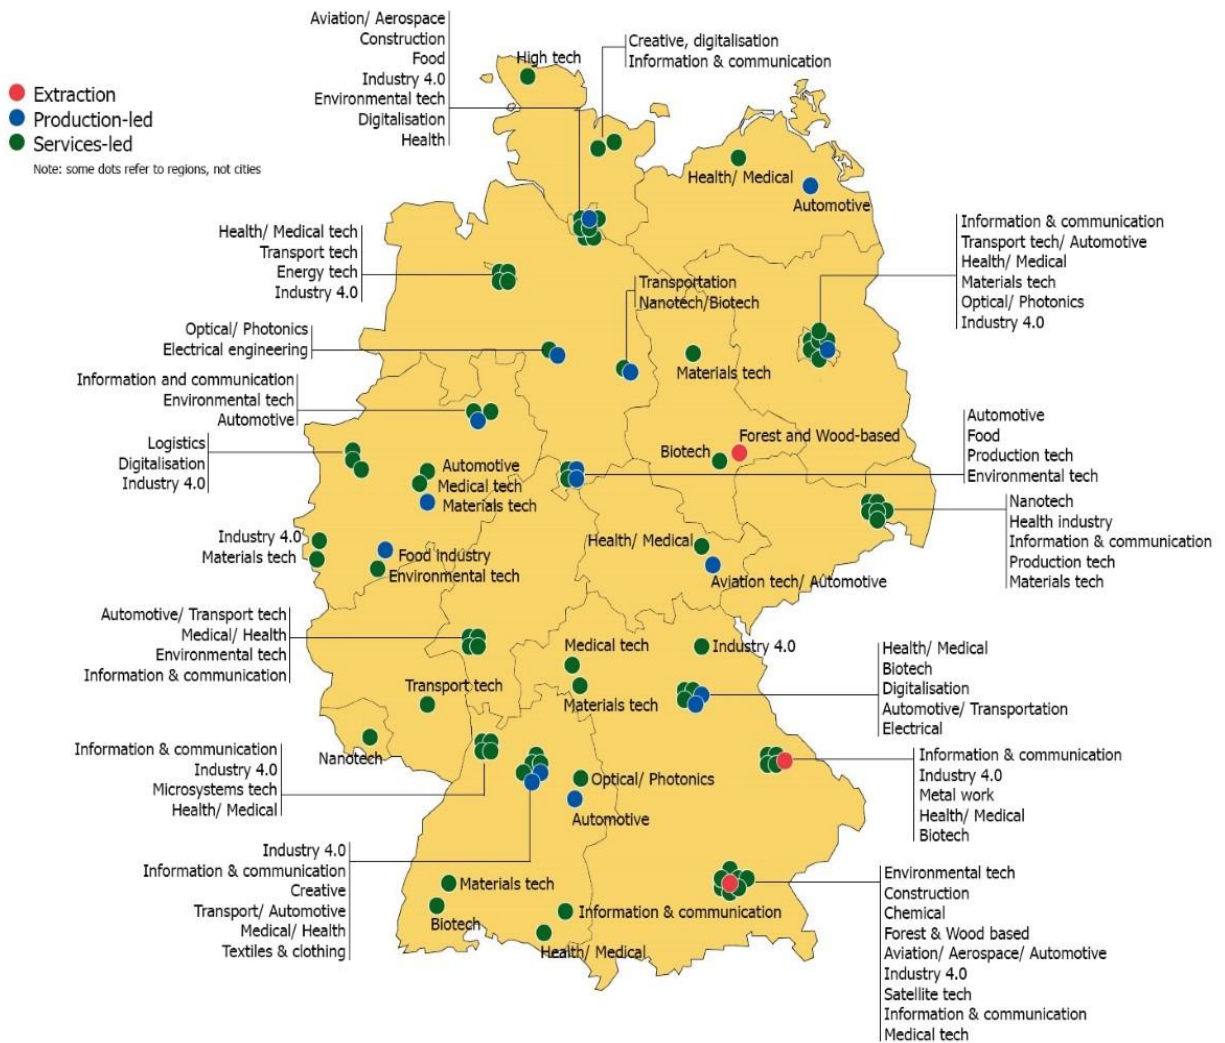 Aviation/ Aerospace
Construction
Food
Industry 4.0
Environmental tech
Digitalisation
Health
High tech
Creative, digitalisation
Information & communication
Extraction
Production-led
Services-led
Note: some dots refer to regions, not cities
Health/ Medical
Automotive
Health/ Medical tech
Transport tech
Energy tech
Industry 4.0
Information & communication
Transport tech/ Automotive
Health/ Medical
Materials tech
Optical/ Photonics
Industry 4.0
Transportation
Nanotech/Biotech
Optical/ Photonics
Electrical engineering
Materials tech
Information and communication
Environmental tech
Automotive
Logistics
Digitalisation
Industry 4.0
Automotive
Medical tech
Materials tech
Forest and Wood-based
Biotech
Automotive
Food
Production tech
Environmental tech
Nanotech
Health industry
Information & communication
Production tech
Materials tech
Industry 4.0
Materials tech
Food industry
Environmental tech
Health/ Medical
Aviation tech/ Automotive
Automotive/ Transport tech
Medical/ Health
Environmental tech
Information & communication
Medical tech
Materials tech
Industry 4.0
Health/ Medical
Biotech
Digitalisation
Automotive/ Transportation
Electrical
Transport tech
Nanotech
Information & communication
Industry 4.0
Microsystems tech
Health/ Medical
Optical/ Photonics
Automotive
Information & communication
Industry 4.0
Metal work
Health/ Medical
Biotech
Industry 4.0
Information & communication
Creative
Transport/ Automotive
Medical/ Health
Textiles & clothing
Materials tech
Biotech
Information & communication
Health/ Medical
Environmental tech
Construction
Chemical
Forest & Wood based
Aviation/ Aerospace/ Automotive
Industry 4.0
Satellite tech
Information & communication
Medical tech